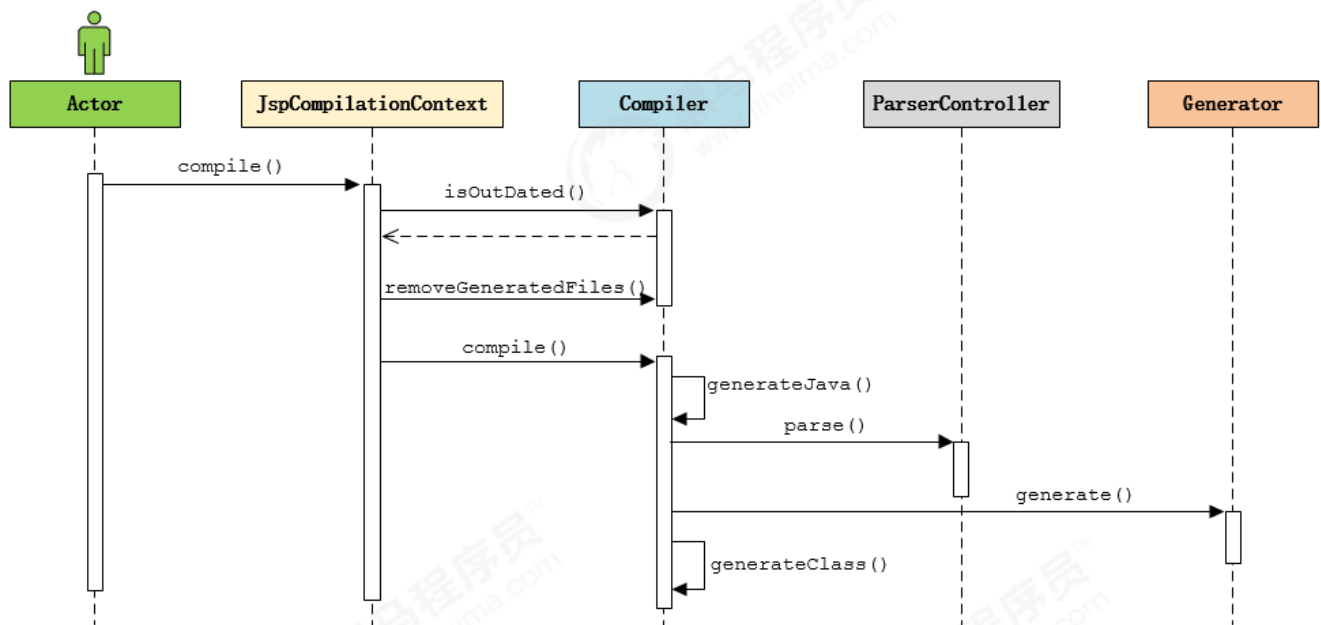 Actor
JspCompilationContext
Compiler
ParserController
Generator
compile()
isOutDated()
removeGeneratedFiles()
compile()
generateJava()
parse()
generate()
generateClass()